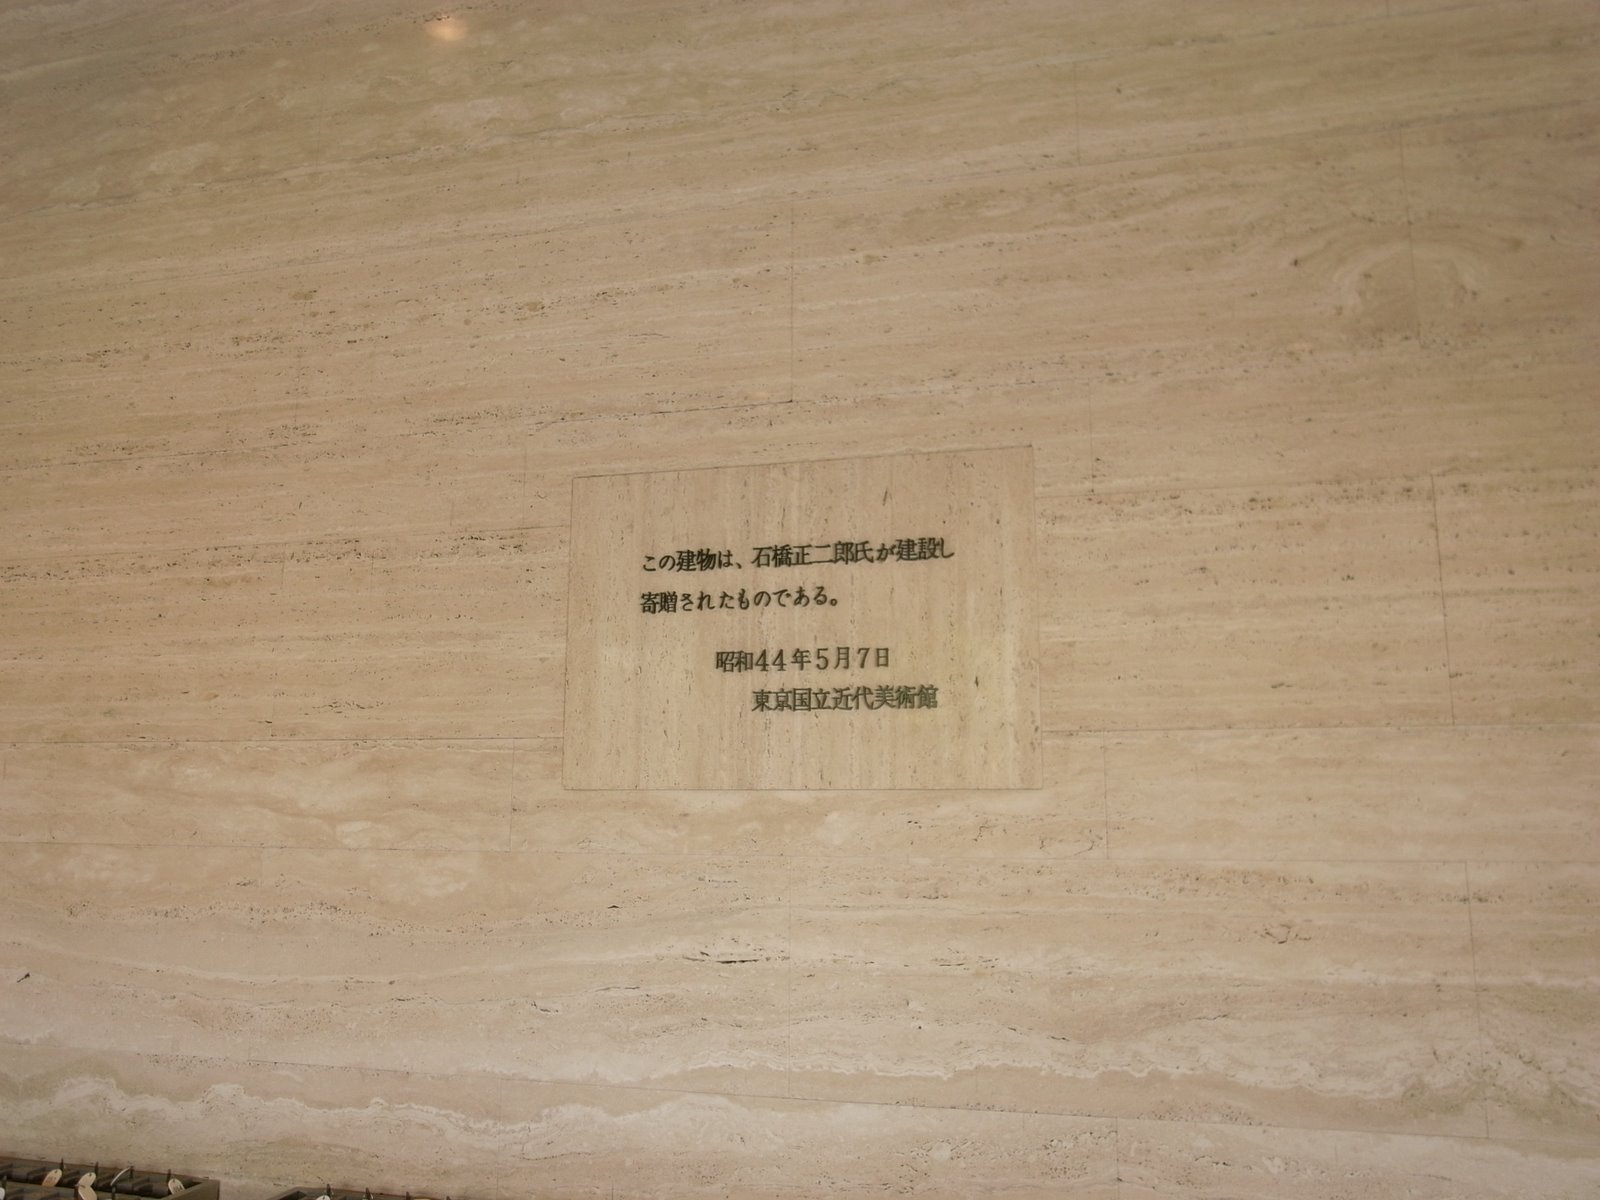 この建物は、石橋正二郎氏が建設し
寄贈されたものである。
昭和44年5月7日
東京国立近代美術館